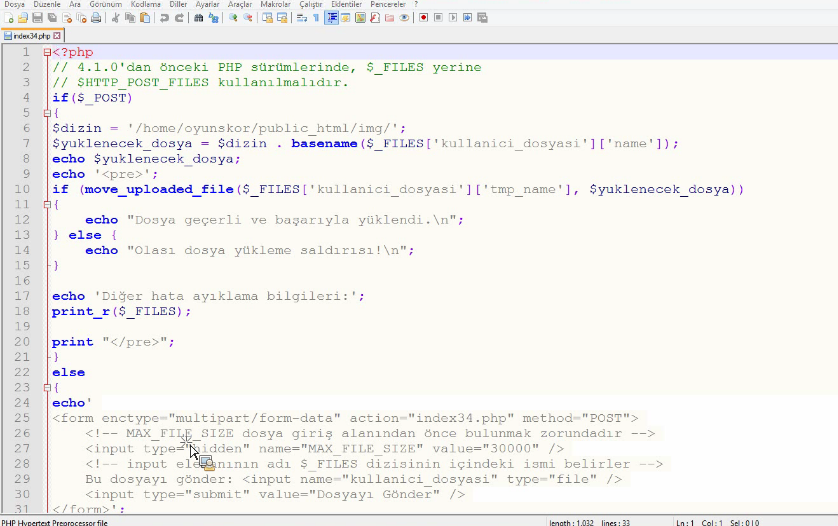 Dosya Düzenle Ara Görünüm Kodlama Diller Ayarlar Araçlar Makrolar Çalıştır Eklentiler Pencereler ?
index34.php
1 <?php
2 // 4.1.0'dan önceki PHP sürümlerinde, $_FILES yerine
3 // $HTTP_POST_FILES kullanılmalıdır.
4 if($_POST)
5 {
6 $dizin = '/home/oyunskor/public_html/img/';
7 $yuklenecek_dosya = $dizin . basename($_FILES['kullanici_dosyasi']['name']);
8 echo $yuklenecek_dosya;
9 echo '<pre>';
10 if (move_uploaded_file($_FILES['kullanici_dosyasi']['tmp_name'], $yuklenecek_dosya))
11 {
12 echo "Dosya geçerli ve başarıyla yüklendi.\n";
13 } else {
14 echo "Olası dosya yükleme saldırısı!\n";
15 }
16
17 echo 'Diğer hata ayıklama bilgileri:';
18 print_r($_FILES);
19
20 print "</pre>";
21 }
22 else
23 {
24 echo'
25 <form enctype="multipart/form-data" action="index34.php" method="POST">
26 <!-- MAX_FILE_SIZE dosya giriş alanından önce bulunmak zorundadır -->
27 <input type="hidden" name="MAX_FILE_SIZE" value="30000" />
28 <!-- input elemanının adı $_FILES dizisinin içindeki ismi belirler -->
29 Bu dosyayı gönder: <input name="kullanici_dosyasi" type="file" />
30 <input type="submit" value="Dosyayı Gönder" />
31 </form>';
PHP Hypertext Preprocessor file length : 1.032 lines : 33 Ln : 1 Col : 1 Sel : 0 | 0